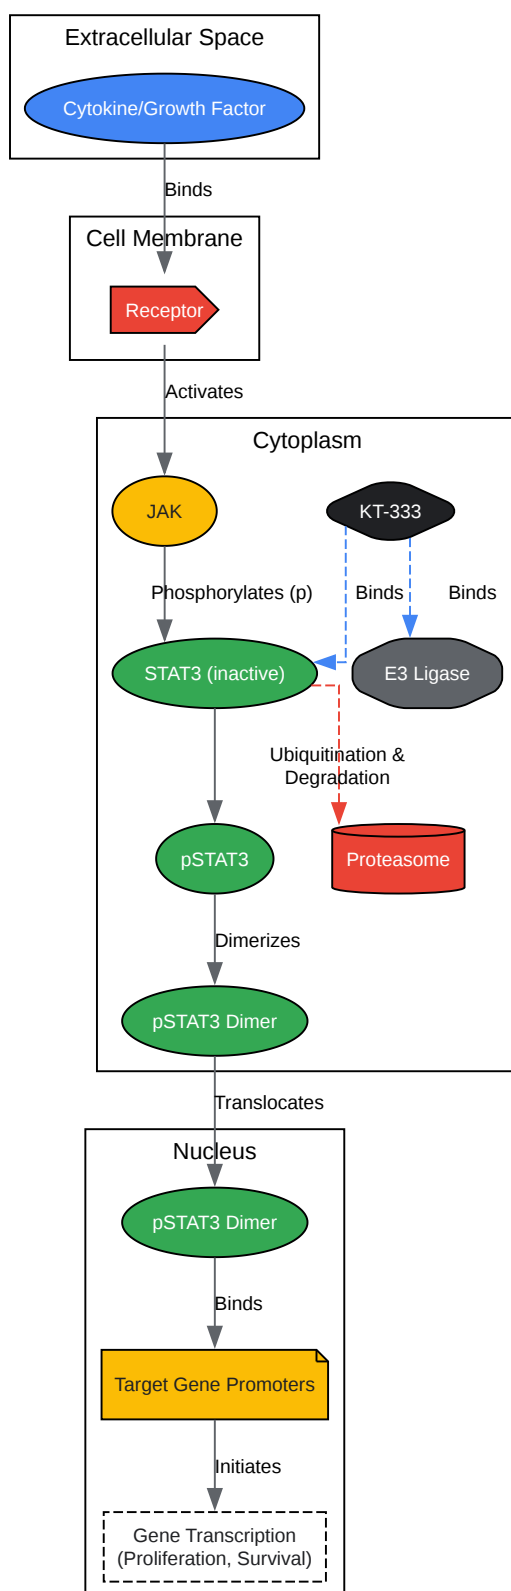 Extracellular Space
Cytokine/Growth Factor
Binds
Cell Membrane
Receptor
Activates
Cytoplasm
JAK
KT-333
Phosphorylates (p)
Binds
Binds
STAT3 (inactive)
E3 Ligase
Ubiquitination &
Degradation
pSTAT3
Proteasome
Dimerizes
pSTAT3 Dimer
Translocates
Nucleus
pSTAT3 Dimer
Binds
Target Gene Promoters
Initiates
Gene Transcription
(Proliferation, Survival)